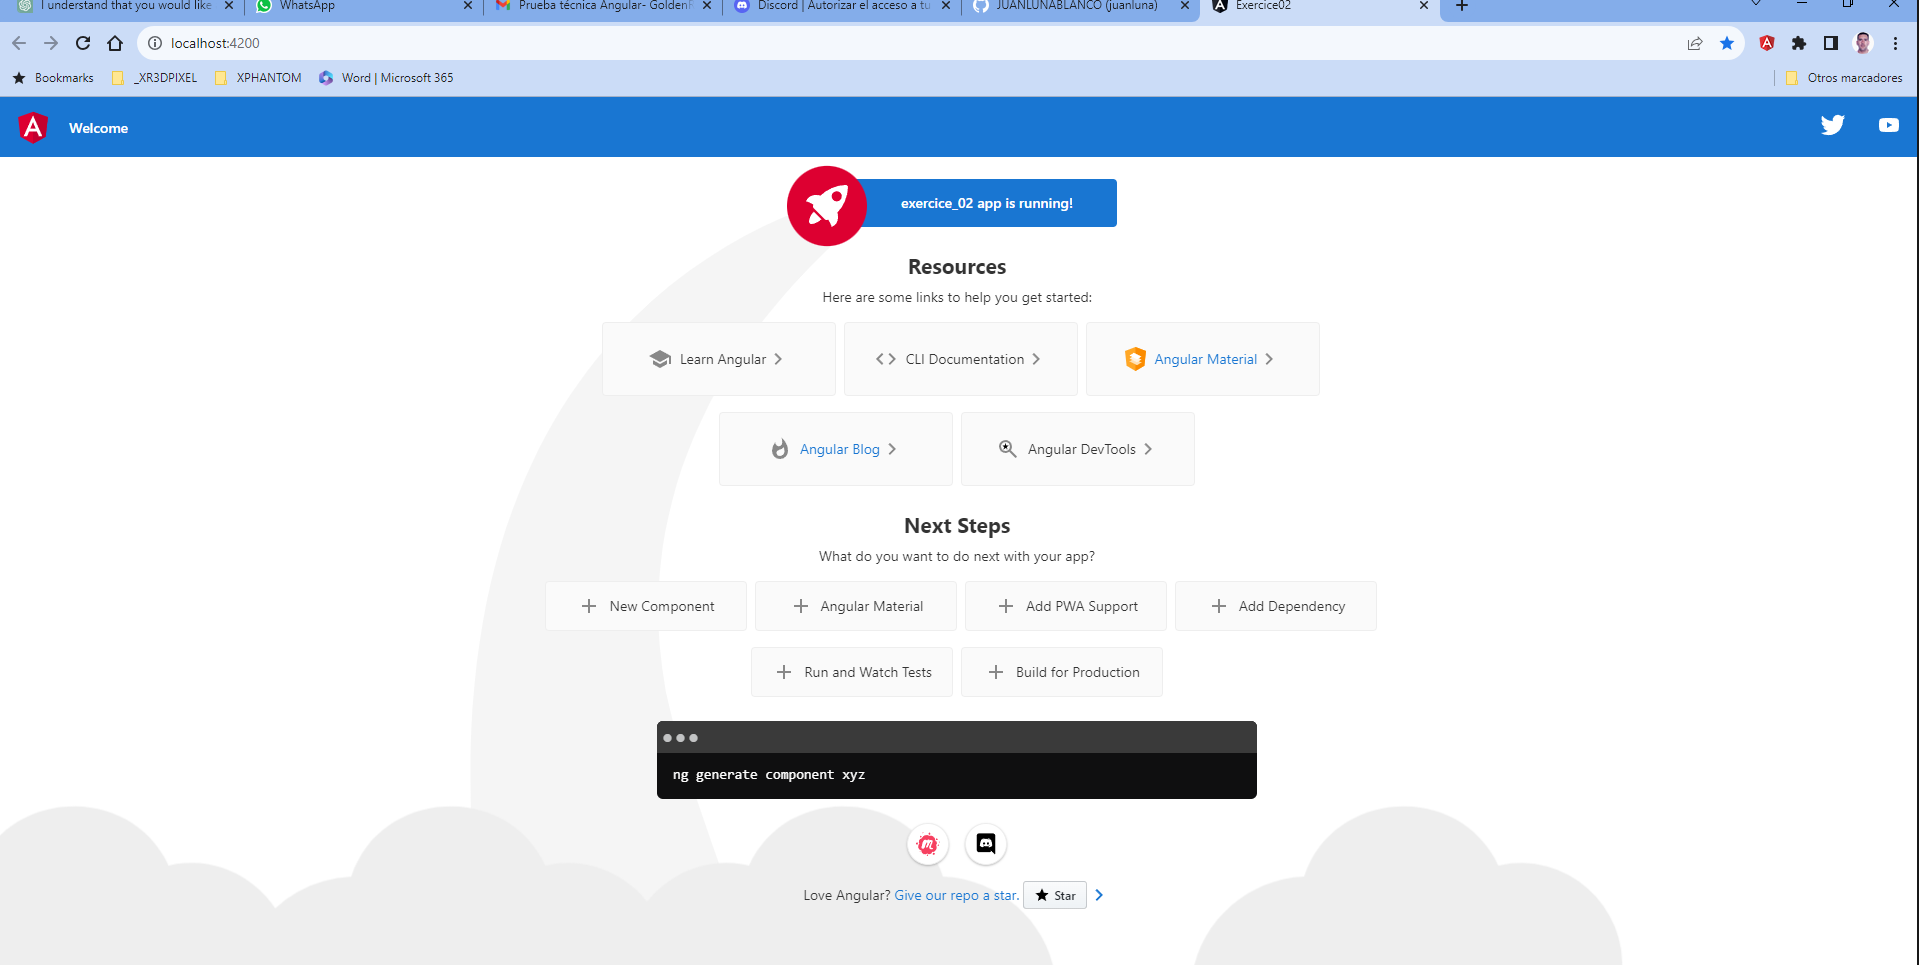 I understand that you would like
WhatsApp
Prueba técnica Angular- Golden
Discord | Autorizar el acceso a tu
JUANLUNABLANCO (juanluna)
Exercice02
localhost:4200
Bookmarks
_XR3DPIXEL
XPHANTOM
Word | Microsoft 365
Otros marcadores
Welcome
exercice_02 app is running!
Resources
Here are some links to help you get started:
Learn Angular
CLI Documentation
Angular Material
Angular Blog
Angular DevTools
Next Steps
What do you want to do next with your app?
New Component
Angular Material
Add PWA Support
Add Dependency
Run and Watch Tests
Build for Production
ng generate component xyz
Love Angular? Give our repo a star. Star